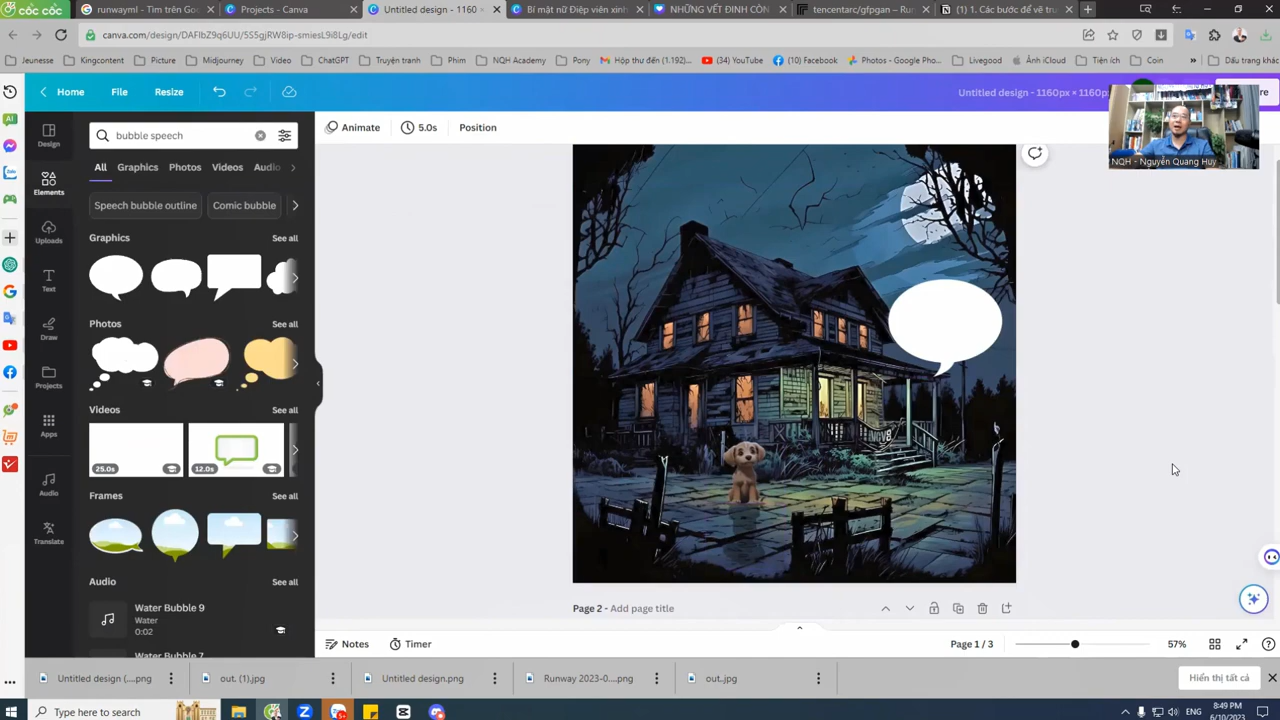 cốc cốc
runwayml - Tìm trên Goo
Projects - Canva
Untitled design - 1160
Bí mật nữ Điệp viên xinh
NHỮNG VẾT ĐINH CÒN
tencentarc/gfpgan – Ru
(1) 1. Các bước để vẽ tru
canva.com/design/DAFlbZ9q6UU/5S5gjRW8ip-smiesL9i8Lg/edit
Jeunesse
Kingcontent
Picture
Midjourney
Video
ChatGPT
Truyện tranh
Phim
NQH Academy
Pony
Hộp thư đến (1.192)...
(34) YouTube
(10) Facebook
Photos - Google Pho...
Livegood
Ảnh iCloud
Tiện ích
Coin
Dấu trang khác
Home
File
Resize
Untitled design - 1160px × 1160p
re
NQH - Nguyễn Quang Huy
Design
Elements
Uploads
Text
Draw
Projects
Apps
Audio
Translate
bubble speech
All
Graphics
Photos
Videos
Audio
Speech bubble outline
Comic bubble
Graphics
See all
Photos
See all
Videos
See all
25.0s
12.0s
Frames
See all
Audio
See all
Water Bubble 9
Water
0:02
Water Bubble 7
Animate
5.0s
Position
Page 2 - Add page title
Notes
Timer
Page 1 / 3
57%
Untitled design (....png
out. (1).jpg
Untitled design.png
Runway 2023-0....png
out..jpg
Hiển thị tất cả
Type here to search
8:49 PM
6/10/2023